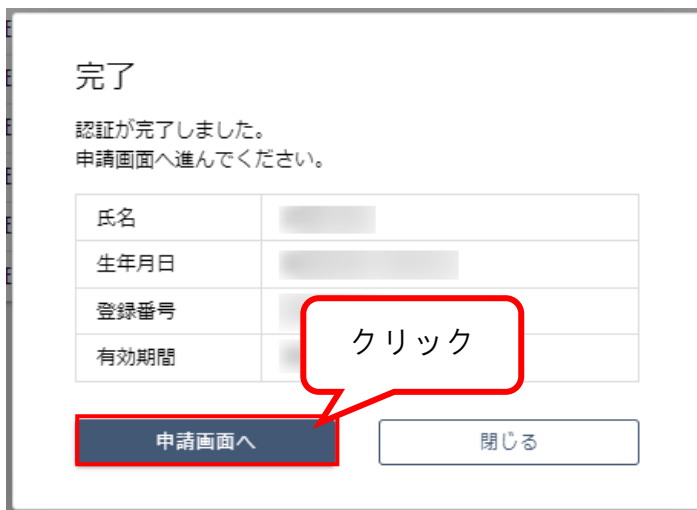 完了
認証が完了しました。
申請画面へ進んでください。
氏名
生年月日
登録番号
有効期間
クリック
申請画面へ
閉じる